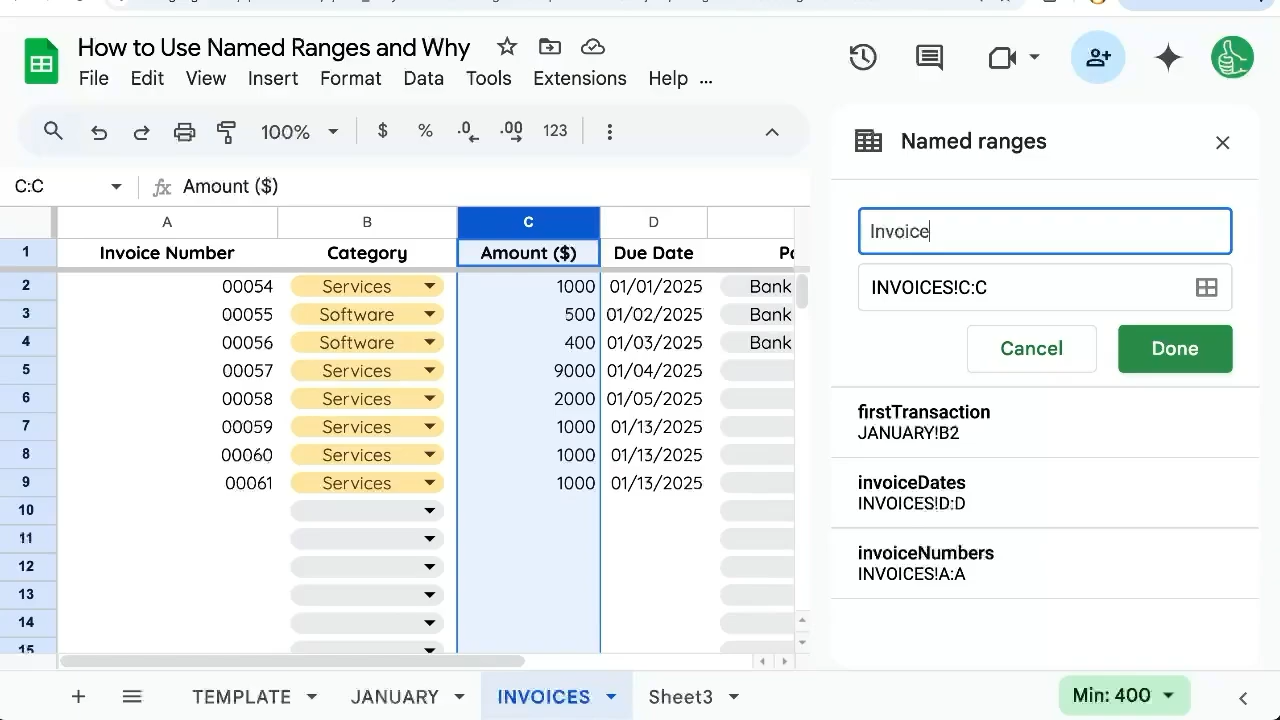 How to Use Named Ranges and Why
File Edit View Insert Format Data Tools Extensions Help ...
100% $ % .0 .00 123
C:C fx Amount ($)
A B C D
1 Invoice Number Category Amount ($) Due Date
2 00054 Services 1000 01/01/2025 Bank
3 00055 Software 500 01/02/2025 Bank
4 00056 Software 400 01/03/2025 Bank
5 00057 Services 9000 01/04/2025
6 00058 Services 2000 01/05/2025
7 00059 Services 1000 01/13/2025
8 00060 Services 1000 01/13/2025
9 00061 Services 1000 01/13/2025
10
11
12
13
14
15
Named ranges
Invoice
INVOICES!C:C
Cancel Done
firstTransaction
JANUARY!B2
invoiceDates
INVOICES!D:D
invoiceNumbers
INVOICES!A:A
TEMPLATE JANUARY INVOICES Sheet3 Min: 400